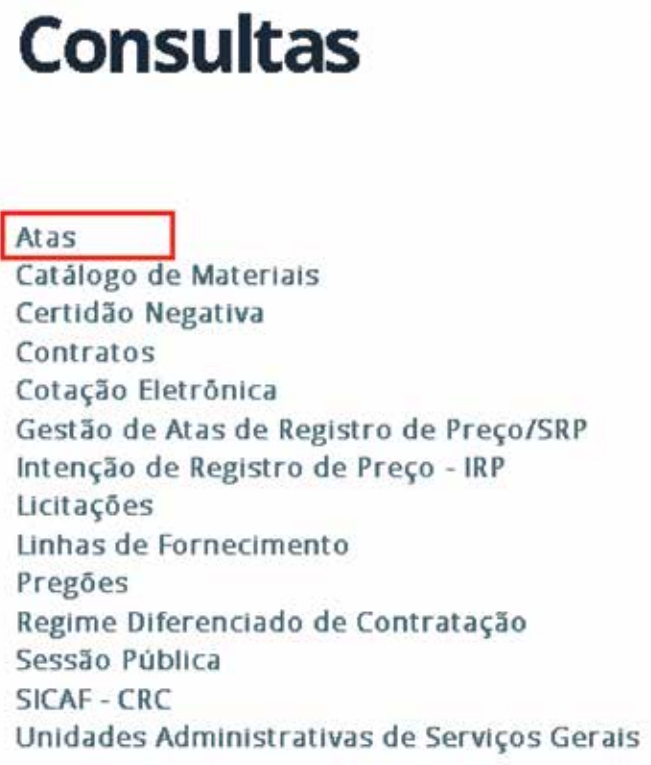 Consultas
Atas
Catálogo de Materiais
Certidão Negativa
Contratos
Cotação Eletrônica
Gestão de Atas de Registro de Preço/SRP
Intenção de Registro de Preço - IRP
Licitações
Linhas de Fornecimento
Pregões
Regime Diferenciado de Contratação
Sessão Pública
SICAF - CRC
Unidades Administrativas de Serviços Gerais